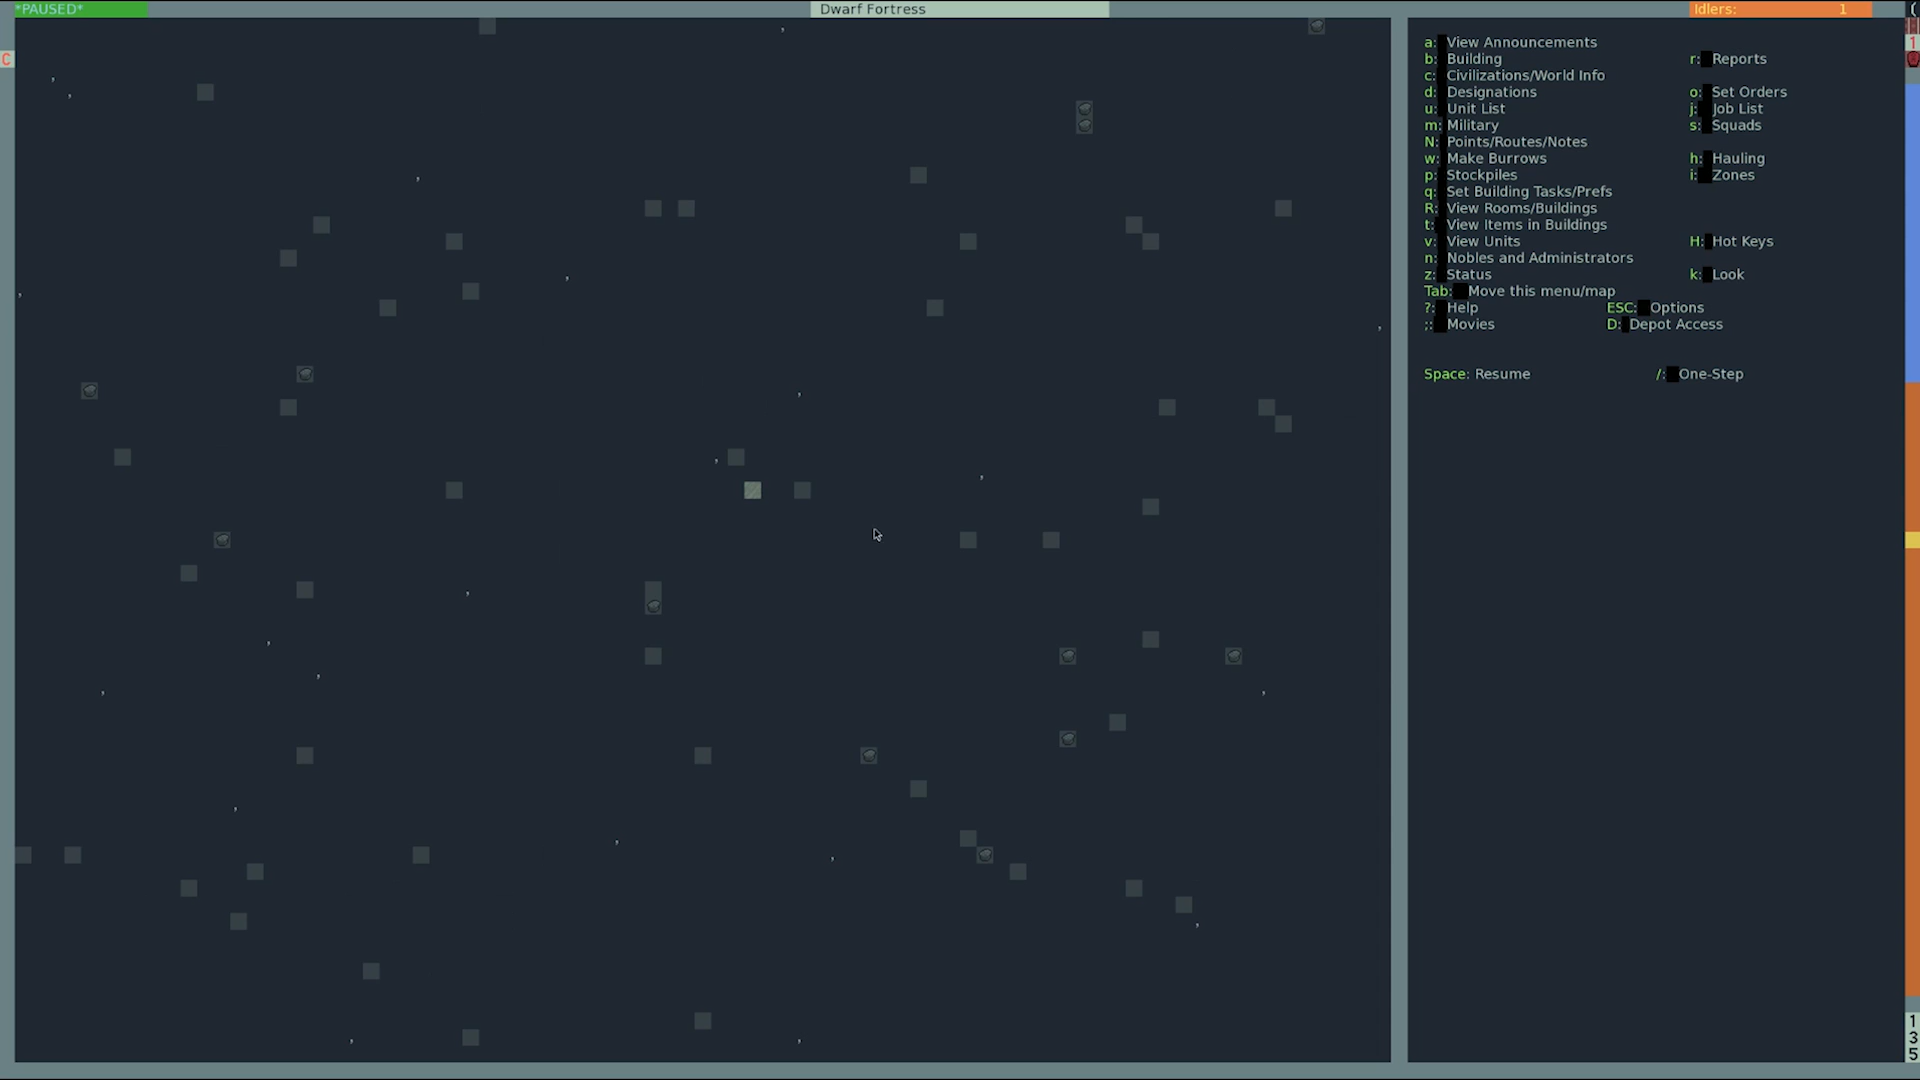 *PAUSED* Dwarf Fortress Idlers: 1
C
a: View Announcements
b: Building r: Reports
c: Civilizations/World Info
d: Designations o: Set Orders
u: Unit List j: Job List
m: Military s: Squads
N: Points/Routes/Notes
w: Make Burrows h: Hauling
p: Stockpiles i: Zones
q: Set Building Tasks/Prefs
R: View Rooms/Buildings
t: View Items in Buildings
v: View Units H: Hot Keys
n: Nobles and Administrators
z: Status k: Look
Tab: Move this menu/map
?: Help ESC: Options
;: Movies D: Depot Access
Space: Resume /: One-Step
1
1
3
5